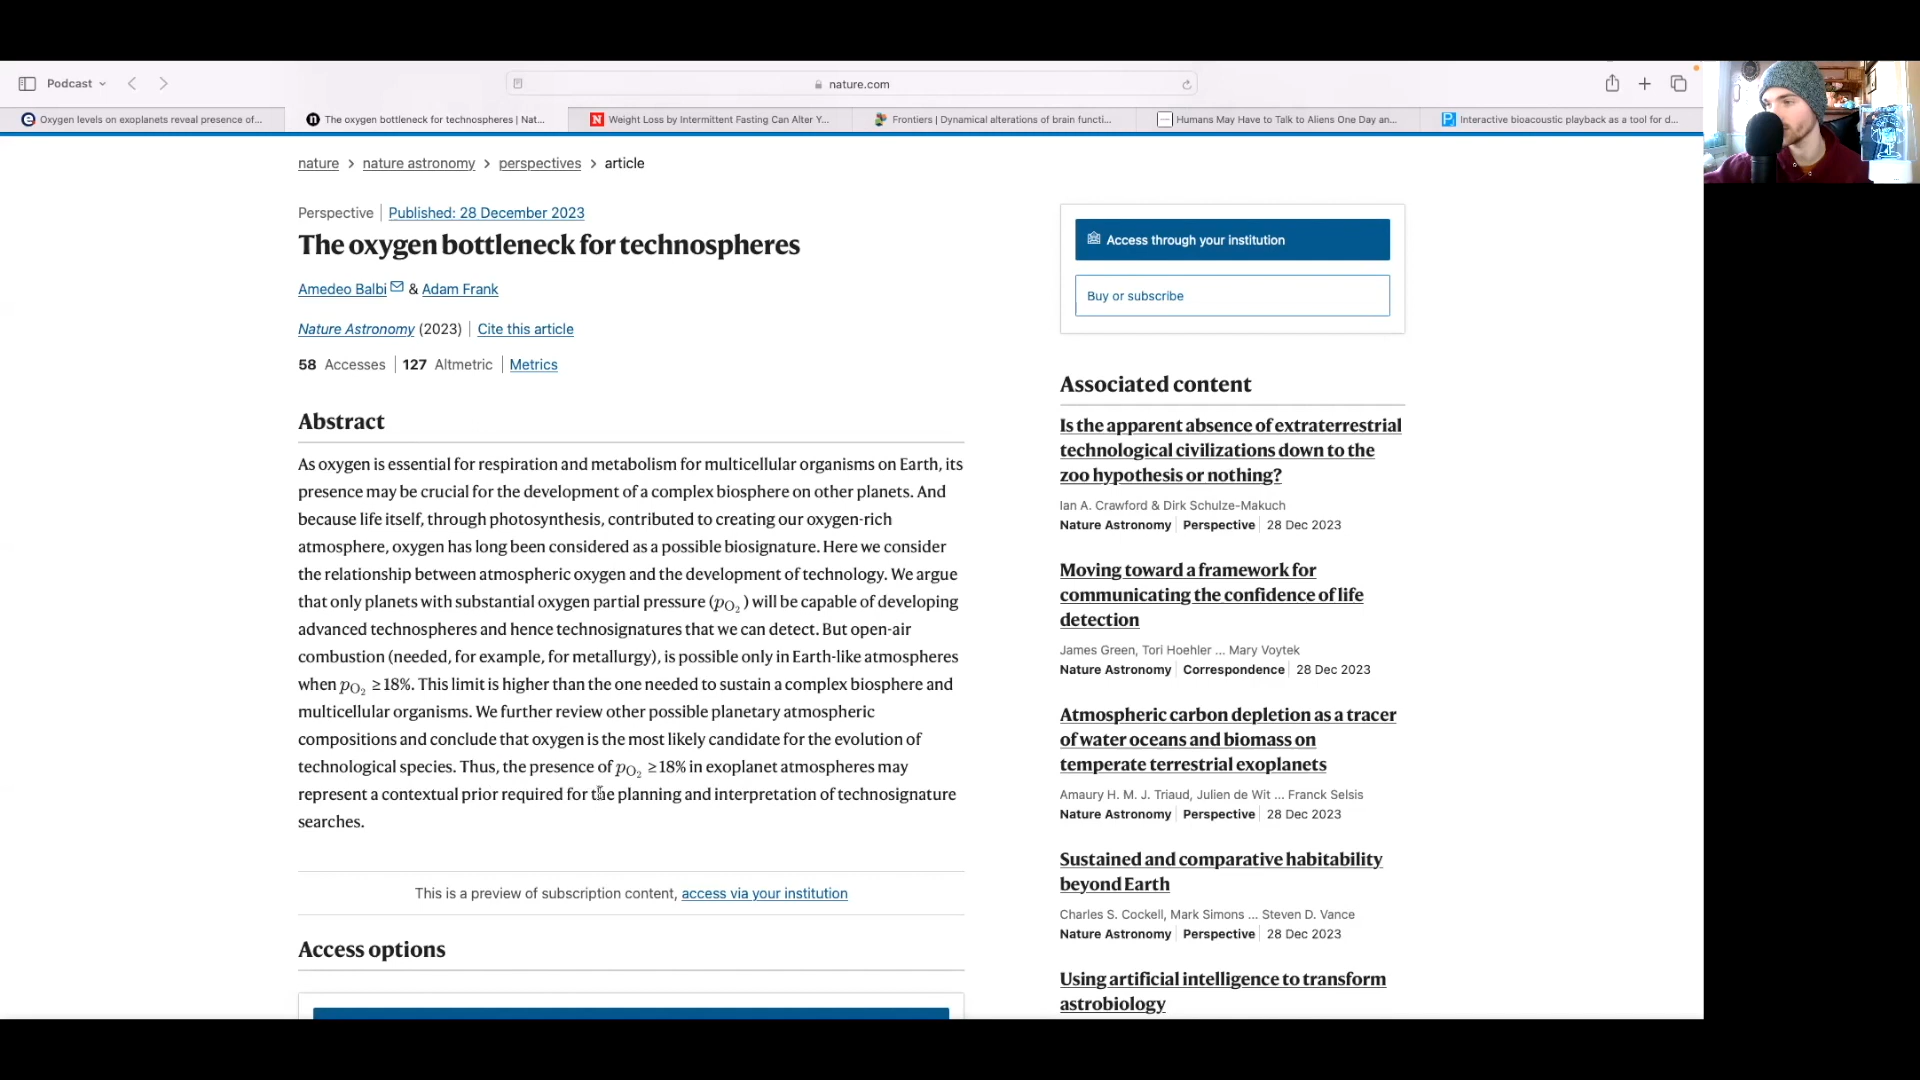 Podcast
nature.com
Oxygen levels on exoplanets reveal presence of...
The oxygen bottleneck for technospheres | Nat...
Weight Loss by Intermittent Fasting Can Alter Y...
Frontiers | Dynamical alterations of brain functi...
Humans May Have to Talk to Aliens One Day an...
Interactive bioacoustic playback as a tool for d...
nature > nature astronomy > perspectives > article
Perspective | Published: 28 December 2023
The oxygen bottleneck for technospheres
Amedeo Balbi & Adam Frank
Nature Astronomy (2023) | Cite this article
58 Accesses | 127 Altmetric | Metrics
Abstract
As oxygen is essential for respiration and metabolism for multicellular organisms on Earth, its
presence may be crucial for the development of a complex biosphere on other planets. And
because life itself, through photosynthesis, contributed to creating our oxygen-rich
atmosphere, oxygen has long been considered as a possible biosignature. Here we consider
the relationship between atmospheric oxygen and the development of technology. We argue
that only planets with substantial oxygen partial pressure (pO₂) will be capable of developing
advanced technospheres and hence technosignatures that we can detect. But open-air
combustion (needed, for example, for metallurgy), is possible only in Earth-like atmospheres
when pO₂ ≥ 18%. This limit is higher than the one needed to sustain a complex biosphere and
multicellular organisms. We further review other possible planetary atmospheric
compositions and conclude that oxygen is the most likely candidate for the evolution of
technological species. Thus, the presence of pO₂ ≥ 18% in exoplanet atmospheres may
represent a contextual prior required for the planning and interpretation of technosignature
searches.
This is a preview of subscription content, access via your institution
Access options
Access through your institution
Buy or subscribe
Associated content
Is the apparent absence of extraterrestrial
technological civilizations down to the
zoo hypothesis or nothing?
Ian A. Crawford & Dirk Schulze-Makuch
Nature Astronomy | Perspective | 28 Dec 2023
Moving toward a framework for
communicating the confidence of life
detection
James Green, Tori Hoehler ... Mary Voytek
Nature Astronomy | Correspondence | 28 Dec 2023
Atmospheric carbon depletion as a tracer
of water oceans and biomass on
temperate terrestrial exoplanets
Amaury H. M. J. Triaud, Julien de Wit ... Franck Selsis
Nature Astronomy | Perspective | 28 Dec 2023
Sustained and comparative habitability
beyond Earth
Charles S. Cockell, Mark Simons ... Steven D. Vance
Nature Astronomy | Perspective | 28 Dec 2023
Using artificial intelligence to transform
astrobiology